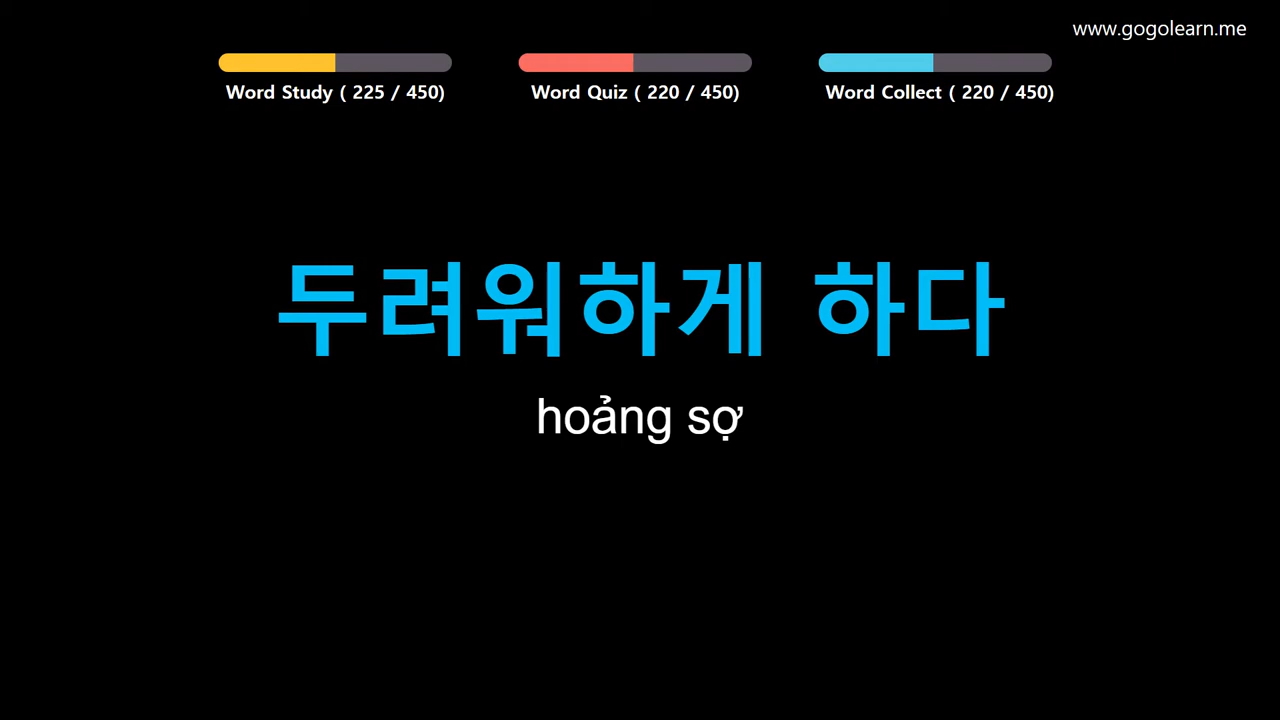 www.gogolearn.me
Word Study ( 225 / 450)
Word Quiz ( 220 / 450)
Word Collect ( 220 / 450)
두려워하게 하다
hoảng sợ